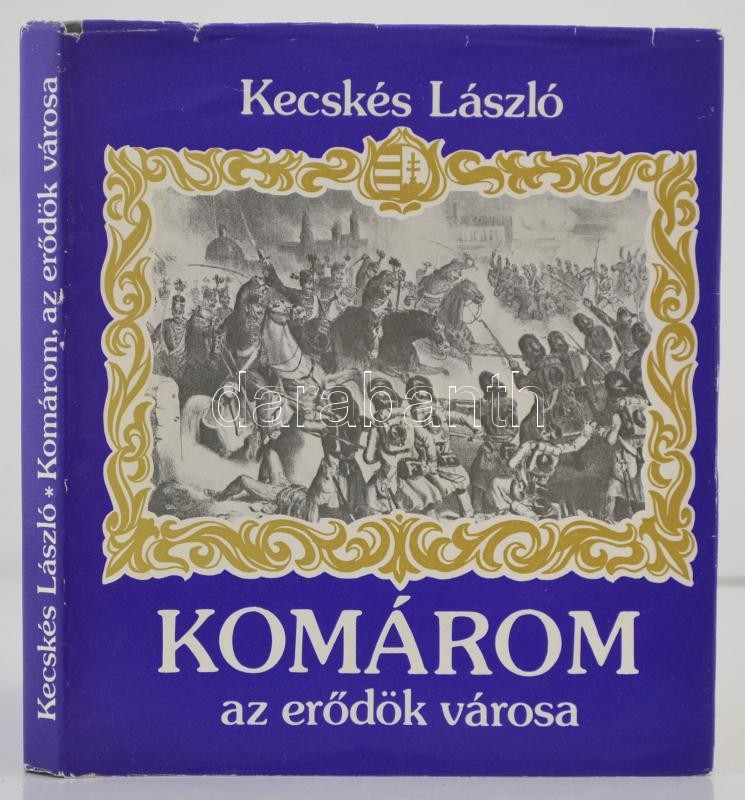 Kecskés László * Komárom, az erődök városa
Kecskés László
darabanth
KOMÁROM
az erődök városa